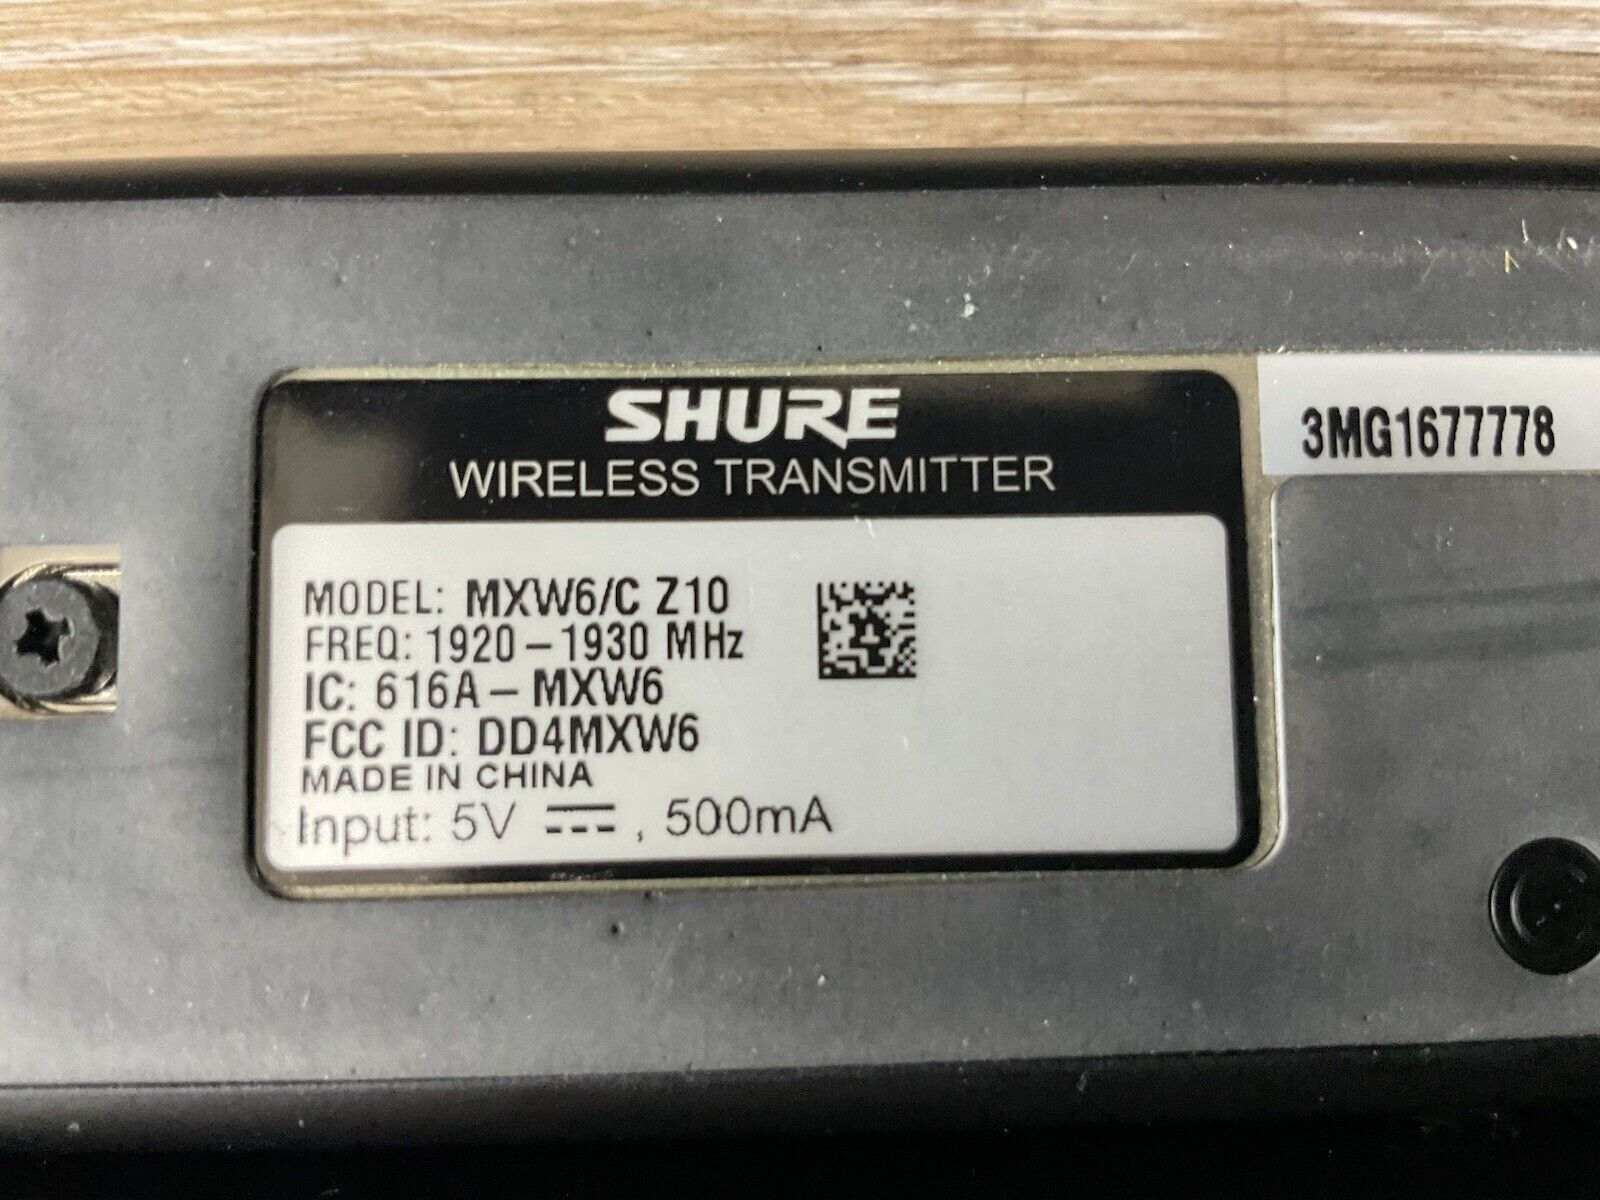 SHURE
WIRELESS TRANSMITTER
3MG1677778
MODEL: MXW6/C Z10
FREQ: 1920 – 1930 MHz
IC: 616A – MXW6
FCC ID: DD4MXW6
MADE IN CHINA
Input: 5V ⎓ , 500mA